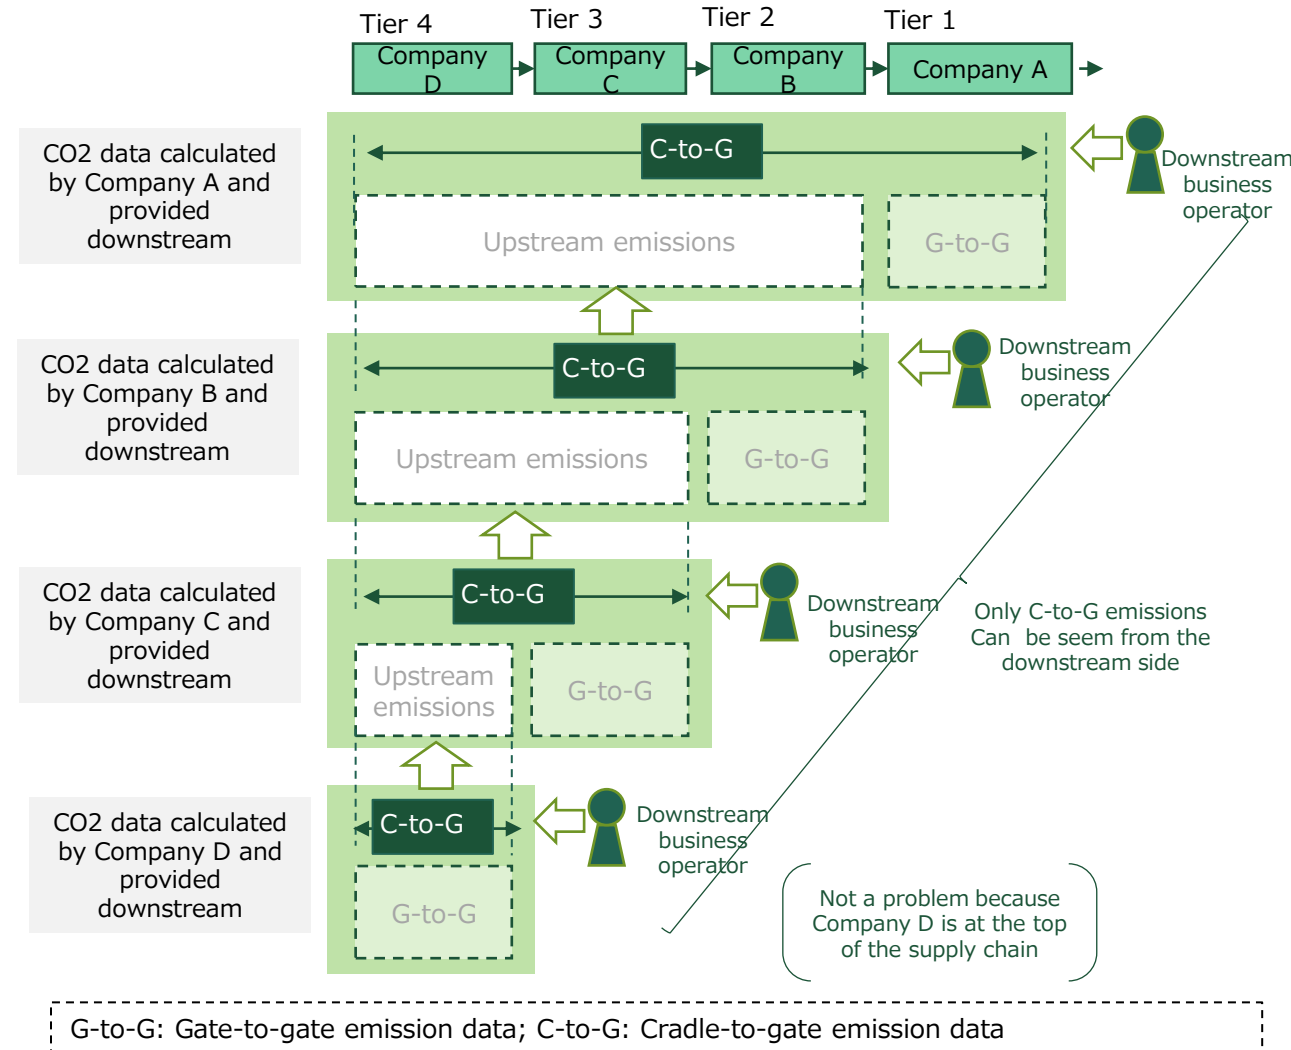 Tier 4
Tier 3
Tier 2
Tier 1
Company
D
Company
C
Company
B
Company A
CO2 data calculated
by Company A and
provided
downstream
C-to-G
Upstream emissions
G-to-G
Downstream
business
operator
CO2 data calculated
by Company B and
provided
downstream
C-to-G
Upstream emissions
G-to-G
Downstream
business
operator
CO2 data calculated
by Company C and
provided
downstream
C-to-G
Upstream
emissions
G-to-G
Downstream
business
operator
Only C-to-G emissions
Can  be seem from the
downstream side
CO2 data calculated
by Company D and
provided
downstream
C-to-G
G-to-G
Downstream
business
operator
Not a problem because
Company D is at the top
of the supply chain
G-to-G: Gate-to-gate emission data; C-to-G: Cradle-to-gate emission data